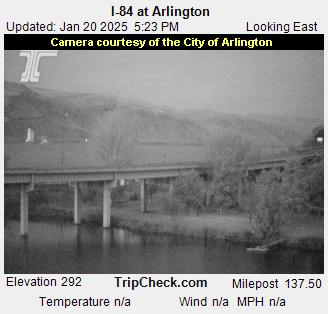 I-84 at Arlington
Updated: Jan 20 2025 5:23 PM Looking East
Camera courtesy of the City of Arlington
Elevation 292 TripCheck.com Milepost 137.50
Temperature n/a Wind n/a MPH n/a